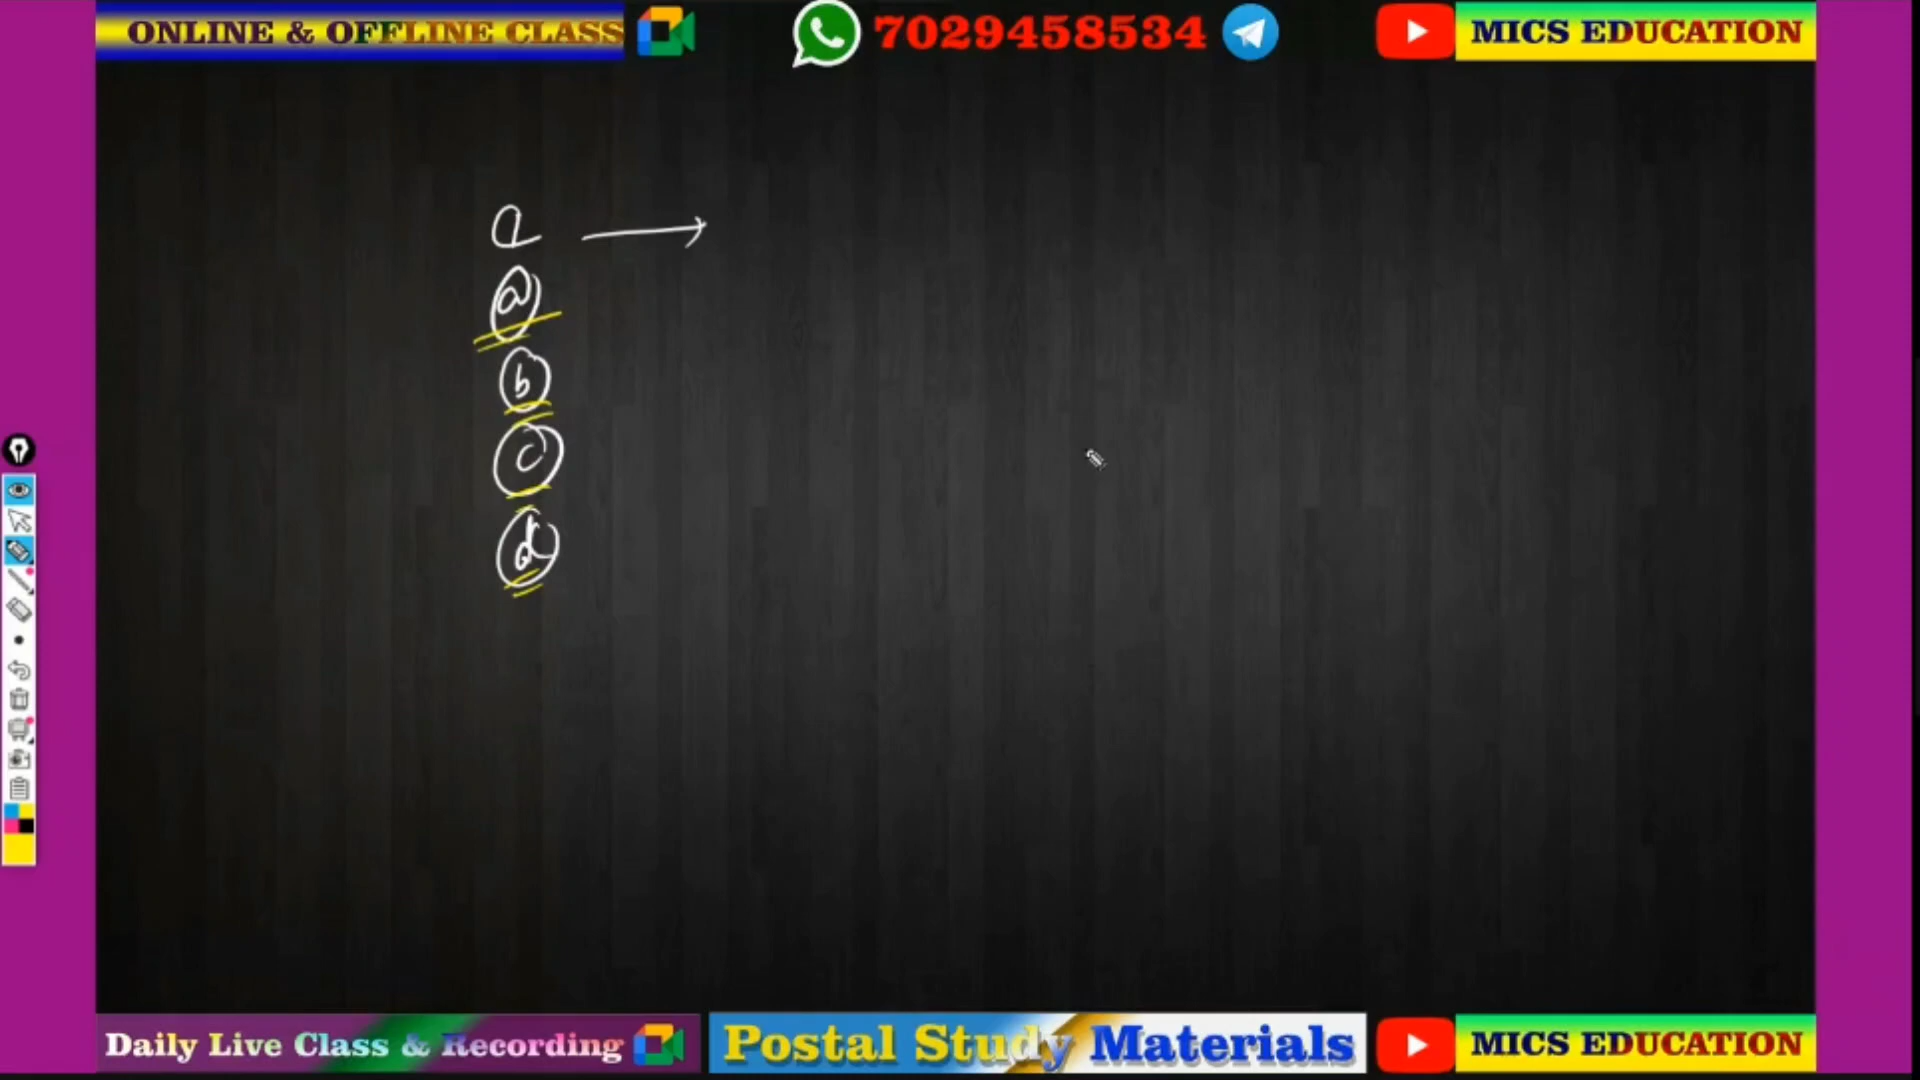 ONLINE & OFFLINE CLASS
7029458534
MICS EDUCATION
Q →
a
b
c
d
Daily Live Class & Recording
Postal Study Materials
MICS EDUCATION